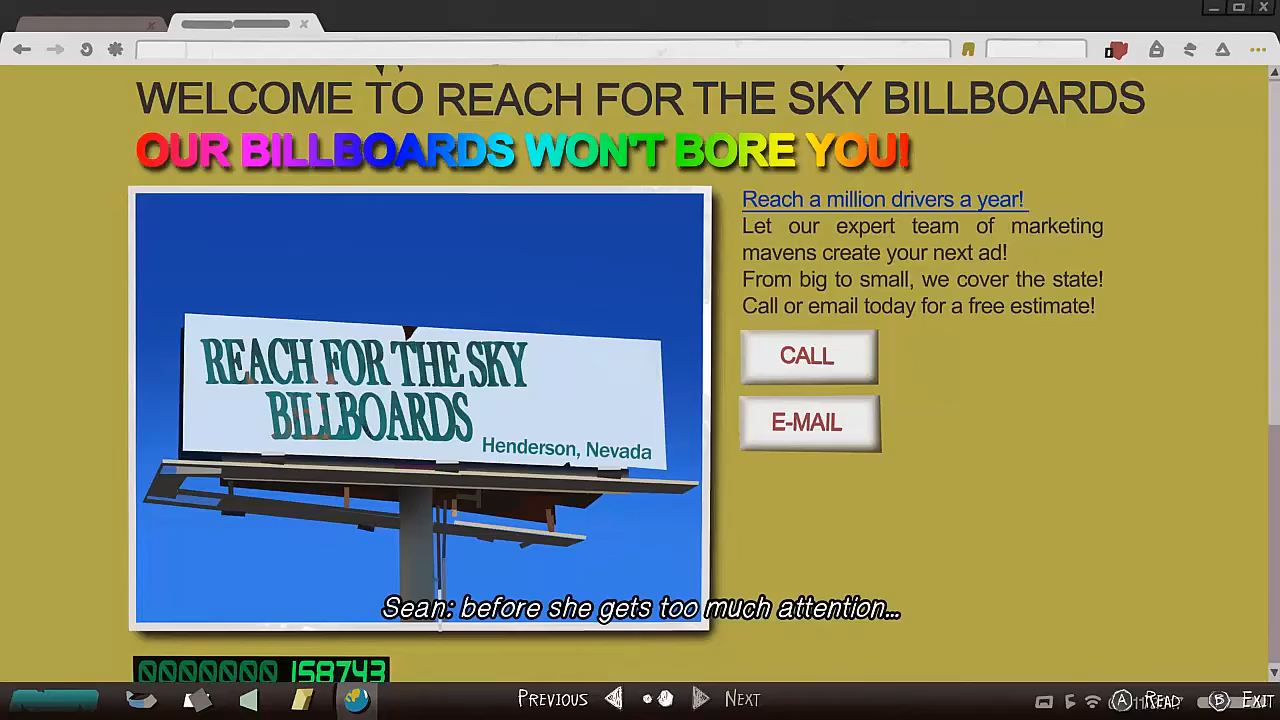 WELCOME TO REACH FOR THE SKY BILLBOARDS
OUR BILLBOARDS WON'T BORE YOU!
Reach a million drivers a year!
Let our expert team of marketing
mavens create your next ad!
From big to small, we cover the state!
Call or email today for a free estimate!
CALL
E-MAIL
REACH FOR THE SKY
BILLBOARDS
Henderson, Nevada
Sean: before she gets too much attention...
0000000 158743
PREVIOUS
NEXT
A READ
B EXIT